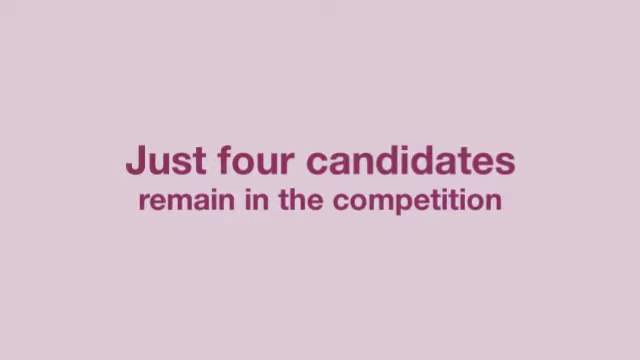 Just four candidates
remain in the competition